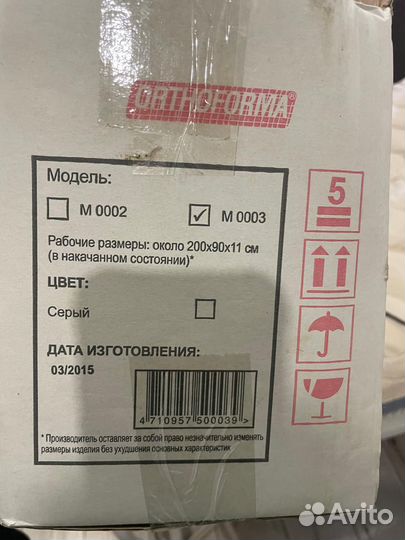 ORTHOFORMA®
Модель:
М 0002
М 0003
Рабочие размеры: около 200х90х11 см
(в накачанном состоянии)*
ЦВЕТ:
Серый
ДАТА ИЗГОТОВЛЕНИЯ:
03/2015
4 710957 500039 >
* Производитель оставляет за собой право незначительно изменять
размеры изделия без ухудшения основных характеристик
5
Avito